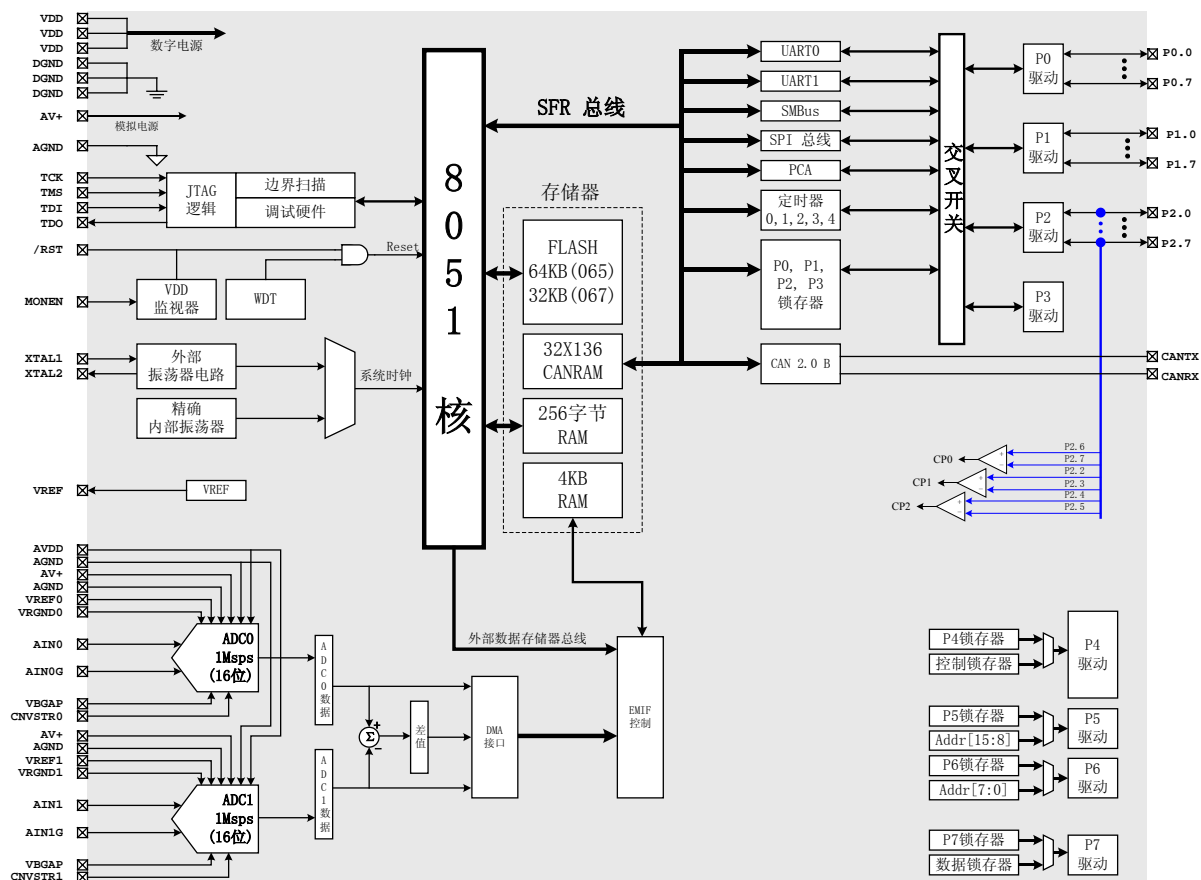 VDD
VDD
VDD
DGND
DGND
DGND
AV+
AGND
TCK
TMS
TDI
TDO
/RST
MONEN
XTAL1
XTAL2
VREF
AVDD
AGND
AV+
AGND
VREF0
VRGND0
AIN0
AIN0G
VBGAP
CNVSTR0
AV+
AGND
VREF1
VRGND1
AIN1
AIN1G
VBGAP
CNVSTR1
数字电源
模拟电源
JTAG
逻辑
边界扫描
调试硬件
Reset
VDD
监视器
WDT
外部
振荡器电路
精确
内部振荡器
系统时钟
VREF
ADC0
1Msps
(16位)
ADC1
1Msps
(16位)
ADC0数据
ADC1数据
+
Σ
−
差值
DMA
接口
EMIF
控制
外部数据存储器总线
8051核
SFR 总线
存储器
FLASH
64KB(065)
32KB(067)
32X136
CANRAM
256字节
RAM
4KB
RAM
UART0
UART1
SMBus
SPI 总线
PCA
定时器
0,1,2,3,4
P0, P1,
P2, P3
锁存器
CAN 2.0 B
交叉开关
P0
驱动
P1
驱动
P2
驱动
P3
驱动
P0.0
P0.7
P1.0
P1.7
P2.0
P2.7
CANTX
CANRX
CP0
+
−
P2.6
P2.7
CP1
+
−
P2.2
P2.3
CP2
+
−
P2.4
P2.5
P4锁存器
控制锁存器
P4
驱动
P5锁存器
Addr[15:8]
P5
驱动
P6锁存器
Addr[7:0]
P6
驱动
P7锁存器
数据锁存器
P7
驱动